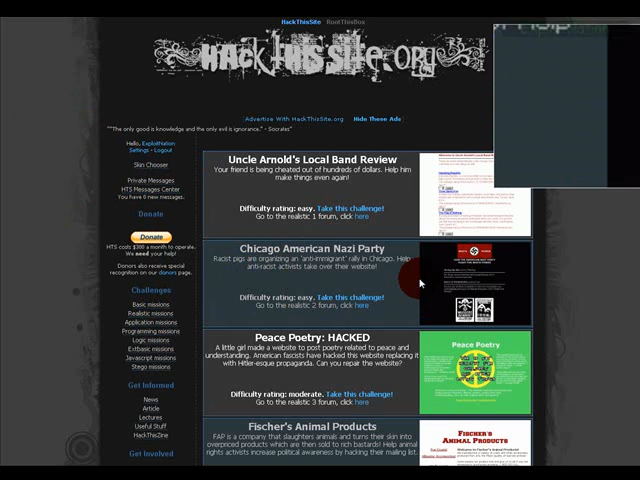 HackThisSite RootThisBox
HACKTHISSITE.ORG
Advertise With HackThisSite.org Hide These Ads
"The only good is knowledge and the only evil is ignorance." - Socrates
Hello, ExploitNation
Settings - Logout
Skin Chooser
Private Messages
HTS Messages Center
You have 0 new messages.
Donate
Donate
HTS costs $300 a month to operate.
We need your help!
Donors also receive special
recognition on our donors page.
Challenges
Basic missions
Realistic missions
Application missions
Programming missions
Logic missions
Extbasic missions
Javascript missions
Stego missions
Get Informed
News
Article
Lectures
Useful Stuff
HackThisZine
Get Involved
Uncle Arnold's Local Band Review
Your friend is being cheated out of hundreds of dollars. Help him
make things even again!
Difficulty rating: easy. Take this challenge!
Go to the realistic 1 forum, click here
Chicago American Nazi Party
Racist pigs are organizing an 'anti-immigrant' rally in Chicago. Help
anti-racist activists take over their website!
Difficulty rating: easy. Take this challenge!
Go to the realistic 2 forum, click here
Peace Poetry: HACKED
A little girl made a website to post poetry related to peace and
understanding. American fascists have hacked this website replacing it
with Hitler-esque propaganda. Can you repair the website?
Difficulty rating: moderate. Take this challenge!
Go to the realistic 3 forum, click here
Peace Poetry
Fischer's Animal Products
FAP is a company that slaughters animals and turns their skin into
overpriced products which are then sold to rich bastards! Help animal
rights activists increase political awareness by hacking their mailing list.
FISCHER'S
ANIMAL PRODUCTS